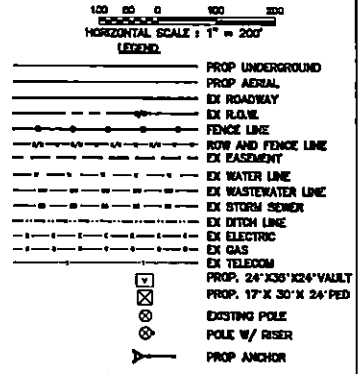 100 50 0 100 200
HORIZONTAL SCALE : 1" = 200'
LEGEND
PROP UNDERGROUND
PROP AERIAL
EX ROADWAY
EX R.O.W.
FENCE LINE
ROW AND FENCE LINE
EX EASEMENT
EX WATER LINE
EX WASTEWATER LINE
EX STORM SEWER
EX DITCH LINE
EX ELECTRIC
EX GAS
EX TELECOM
V PROP. 24"X36"X24" VAULT
PROP. 17"X 30"X 24"PED
EXISTING POLE
POLE W/ RISER
PROP ANCHOR